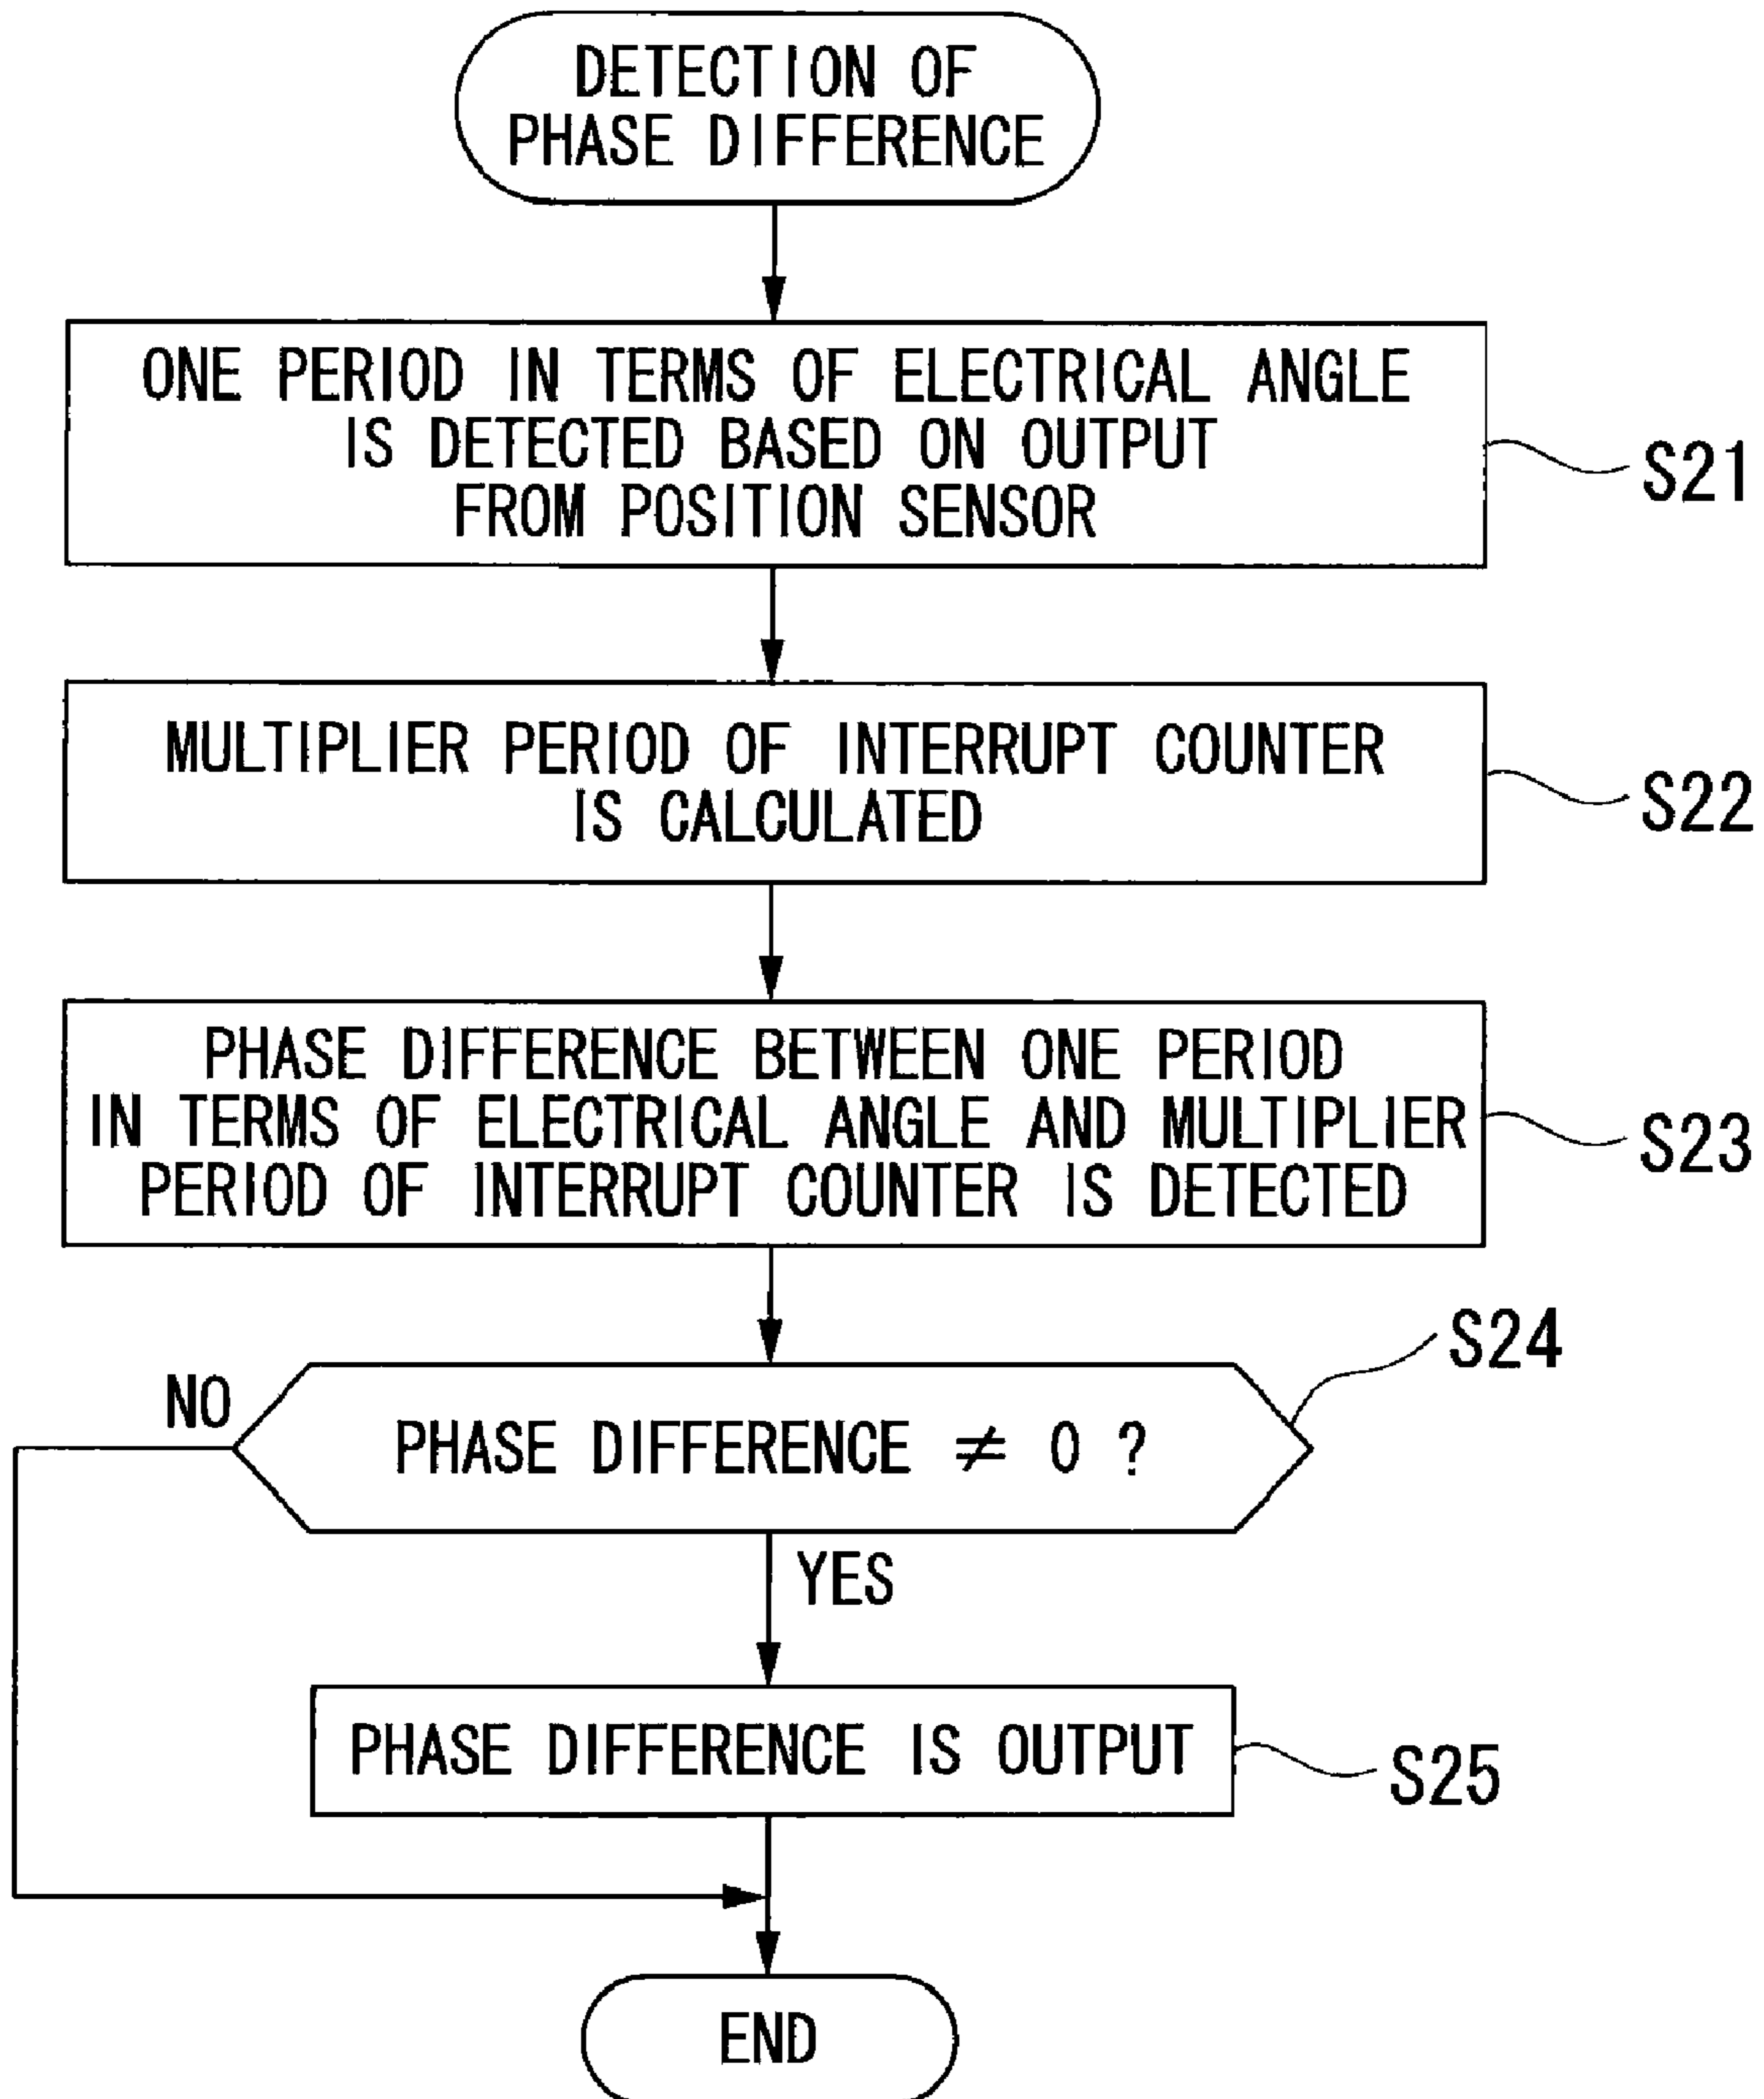 DETECTION OF
PHASE DIFFERENCE
ONE PERIOD IN TERMS OF ELECTRICAL ANGLE
IS DETECTED BASED ON OUTPUT
FROM POSITION SENSOR
S21
MULTIPLIER PERIOD OF INTERRUPT COUNTER
IS CALCULATED
S22
PHASE DIFFERENCE BETWEEN ONE PERIOD
IN TERMS OF ELECTRICAL ANGLE AND MULTIPLIER
PERIOD OF INTERRUPT COUNTER IS DETECTED
S23
S24
NO
PHASE DIFFERENCE ≠ 0 ?
YES
PHASE DIFFERENCE IS OUTPUT
S25
END